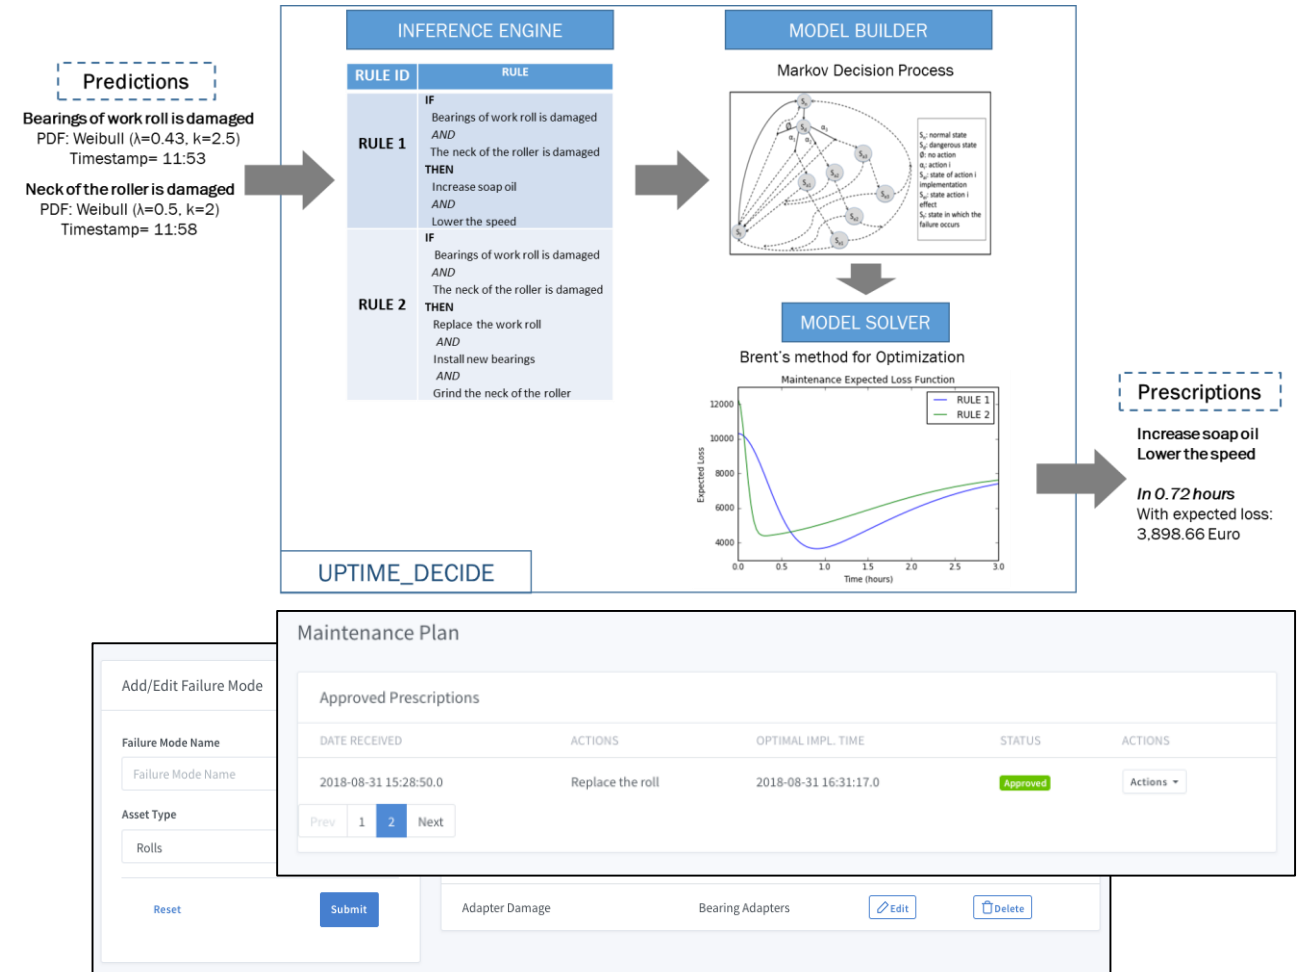 INFERENCE ENGINE
MODEL BUILDER
Predictions
Bearings of work roll is damaged
PDF: Weibull (λ=0.43, k=2.5)
Timestamp= 11:53
Neck of the roller is damaged
PDF: Weibull (λ=0.5, k=2)
Timestamp= 11:58
RULE ID
RULE
RULE 1
IF
Bearings of work roll is damaged
AND
The neck of the roller is damaged
THEN
Increase soap oil
AND
Lower the speed
RULE 2
IF
Bearings of work roll is damaged
AND
The neck of the roller is damaged
THEN
Replace the work roll
AND
Install new bearings
AND
Grind the neck of the roller
Markov Decision Process
Sₙ: normal state
S_d: dangerous state
Ø: no action
αᵢ: action i
Sₐᵢ: state of action i
implementation
Sₑᵢ: state action i
effect
S_f: state in which the
failure occurs
MODEL SOLVER
Brent's method for Optimization
Maintenance Expected Loss Function
RULE 1
RULE 2
Expected Loss
12000
10000
8000
6000
4000
0.0 0.5 1.0 1.5 2.0 2.5 3.0
Time (hours)
Prescriptions
Increase soap oil
Lower the speed
In 0.72 hours
With expected loss:
3,898.66 Euro
UPTIME_DECIDE
Maintenance Plan
Approved Prescriptions
DATE RECEIVED ACTIONS OPTIMAL IMPL. TIME STATUS ACTIONS
2018-08-31 15:28:50.0 Replace the roll 2018-08-31 16:31:17.0 Approved Actions
Prev 1 2 Next
Add/Edit Failure Mode
Failure Mode Name
Failure Mode Name
Asset Type
Rolls
Reset Submit
Adapter Damage Bearing Adapters Edit Delete